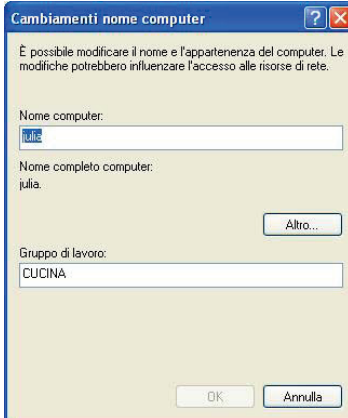 Cambiamenti nome computer
È possibile modificare il nome e l'appartenenza del computer. Le
modifiche potrebbero influenzare l'accesso alle risorse di rete.
Nome computer:
julia
Nome completo computer:
julia.
Altro...
Gruppo di lavoro:
CUCINA
OK
Annulla